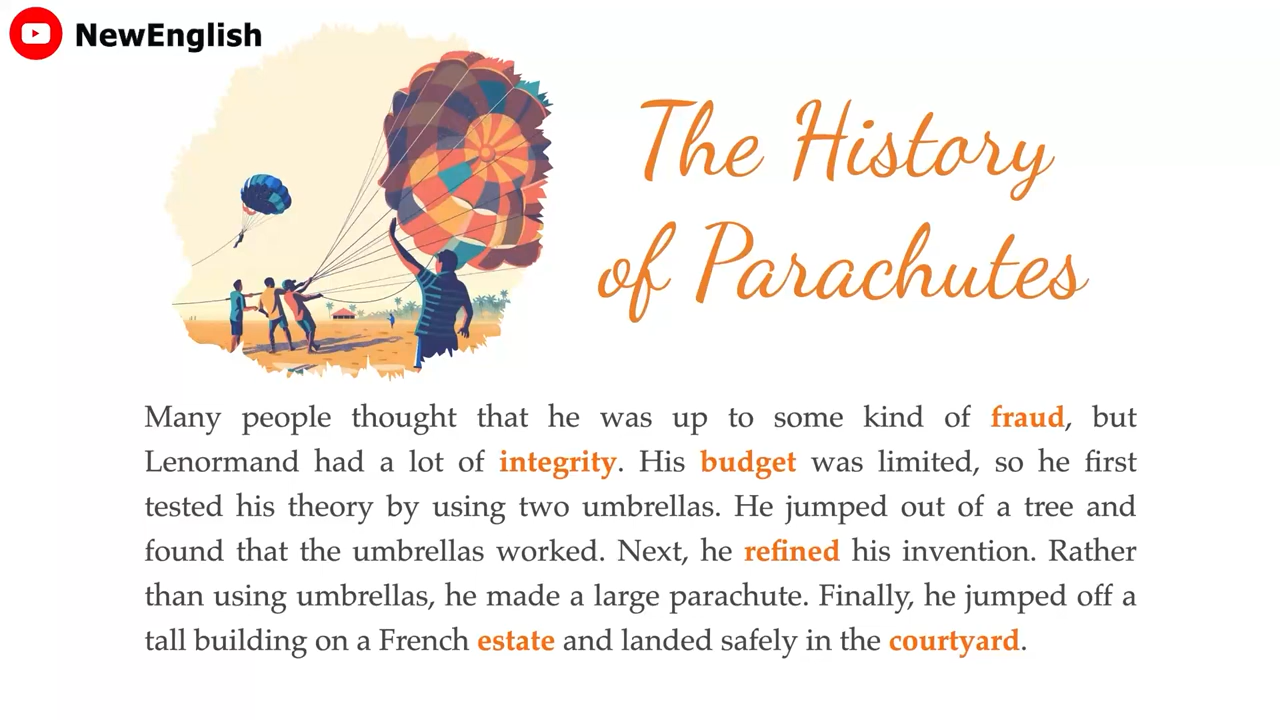 NewEnglish
The History
of Parachutes
Many people thought that he was up to some kind of fraud, but
Lenormand had a lot of integrity. His budget was limited, so he first
tested his theory by using two umbrellas. He jumped out of a tree and
found that the umbrellas worked. Next, he refined his invention. Rather
than using umbrellas, he made a large parachute. Finally, he jumped off a
tall building on a French estate and landed safely in the courtyard.